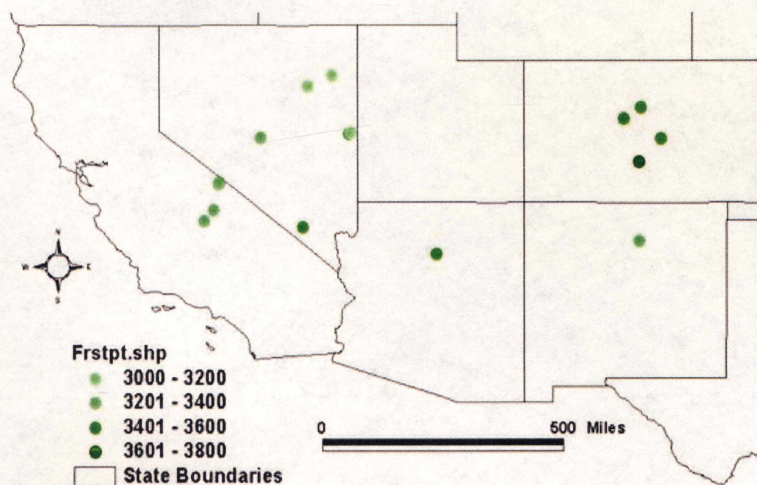 N
W E
S
Frstpt.shp
3000 - 3200
3201 - 3400
3401 - 3600
3601 - 3800
State Boundaries
0 500 Miles